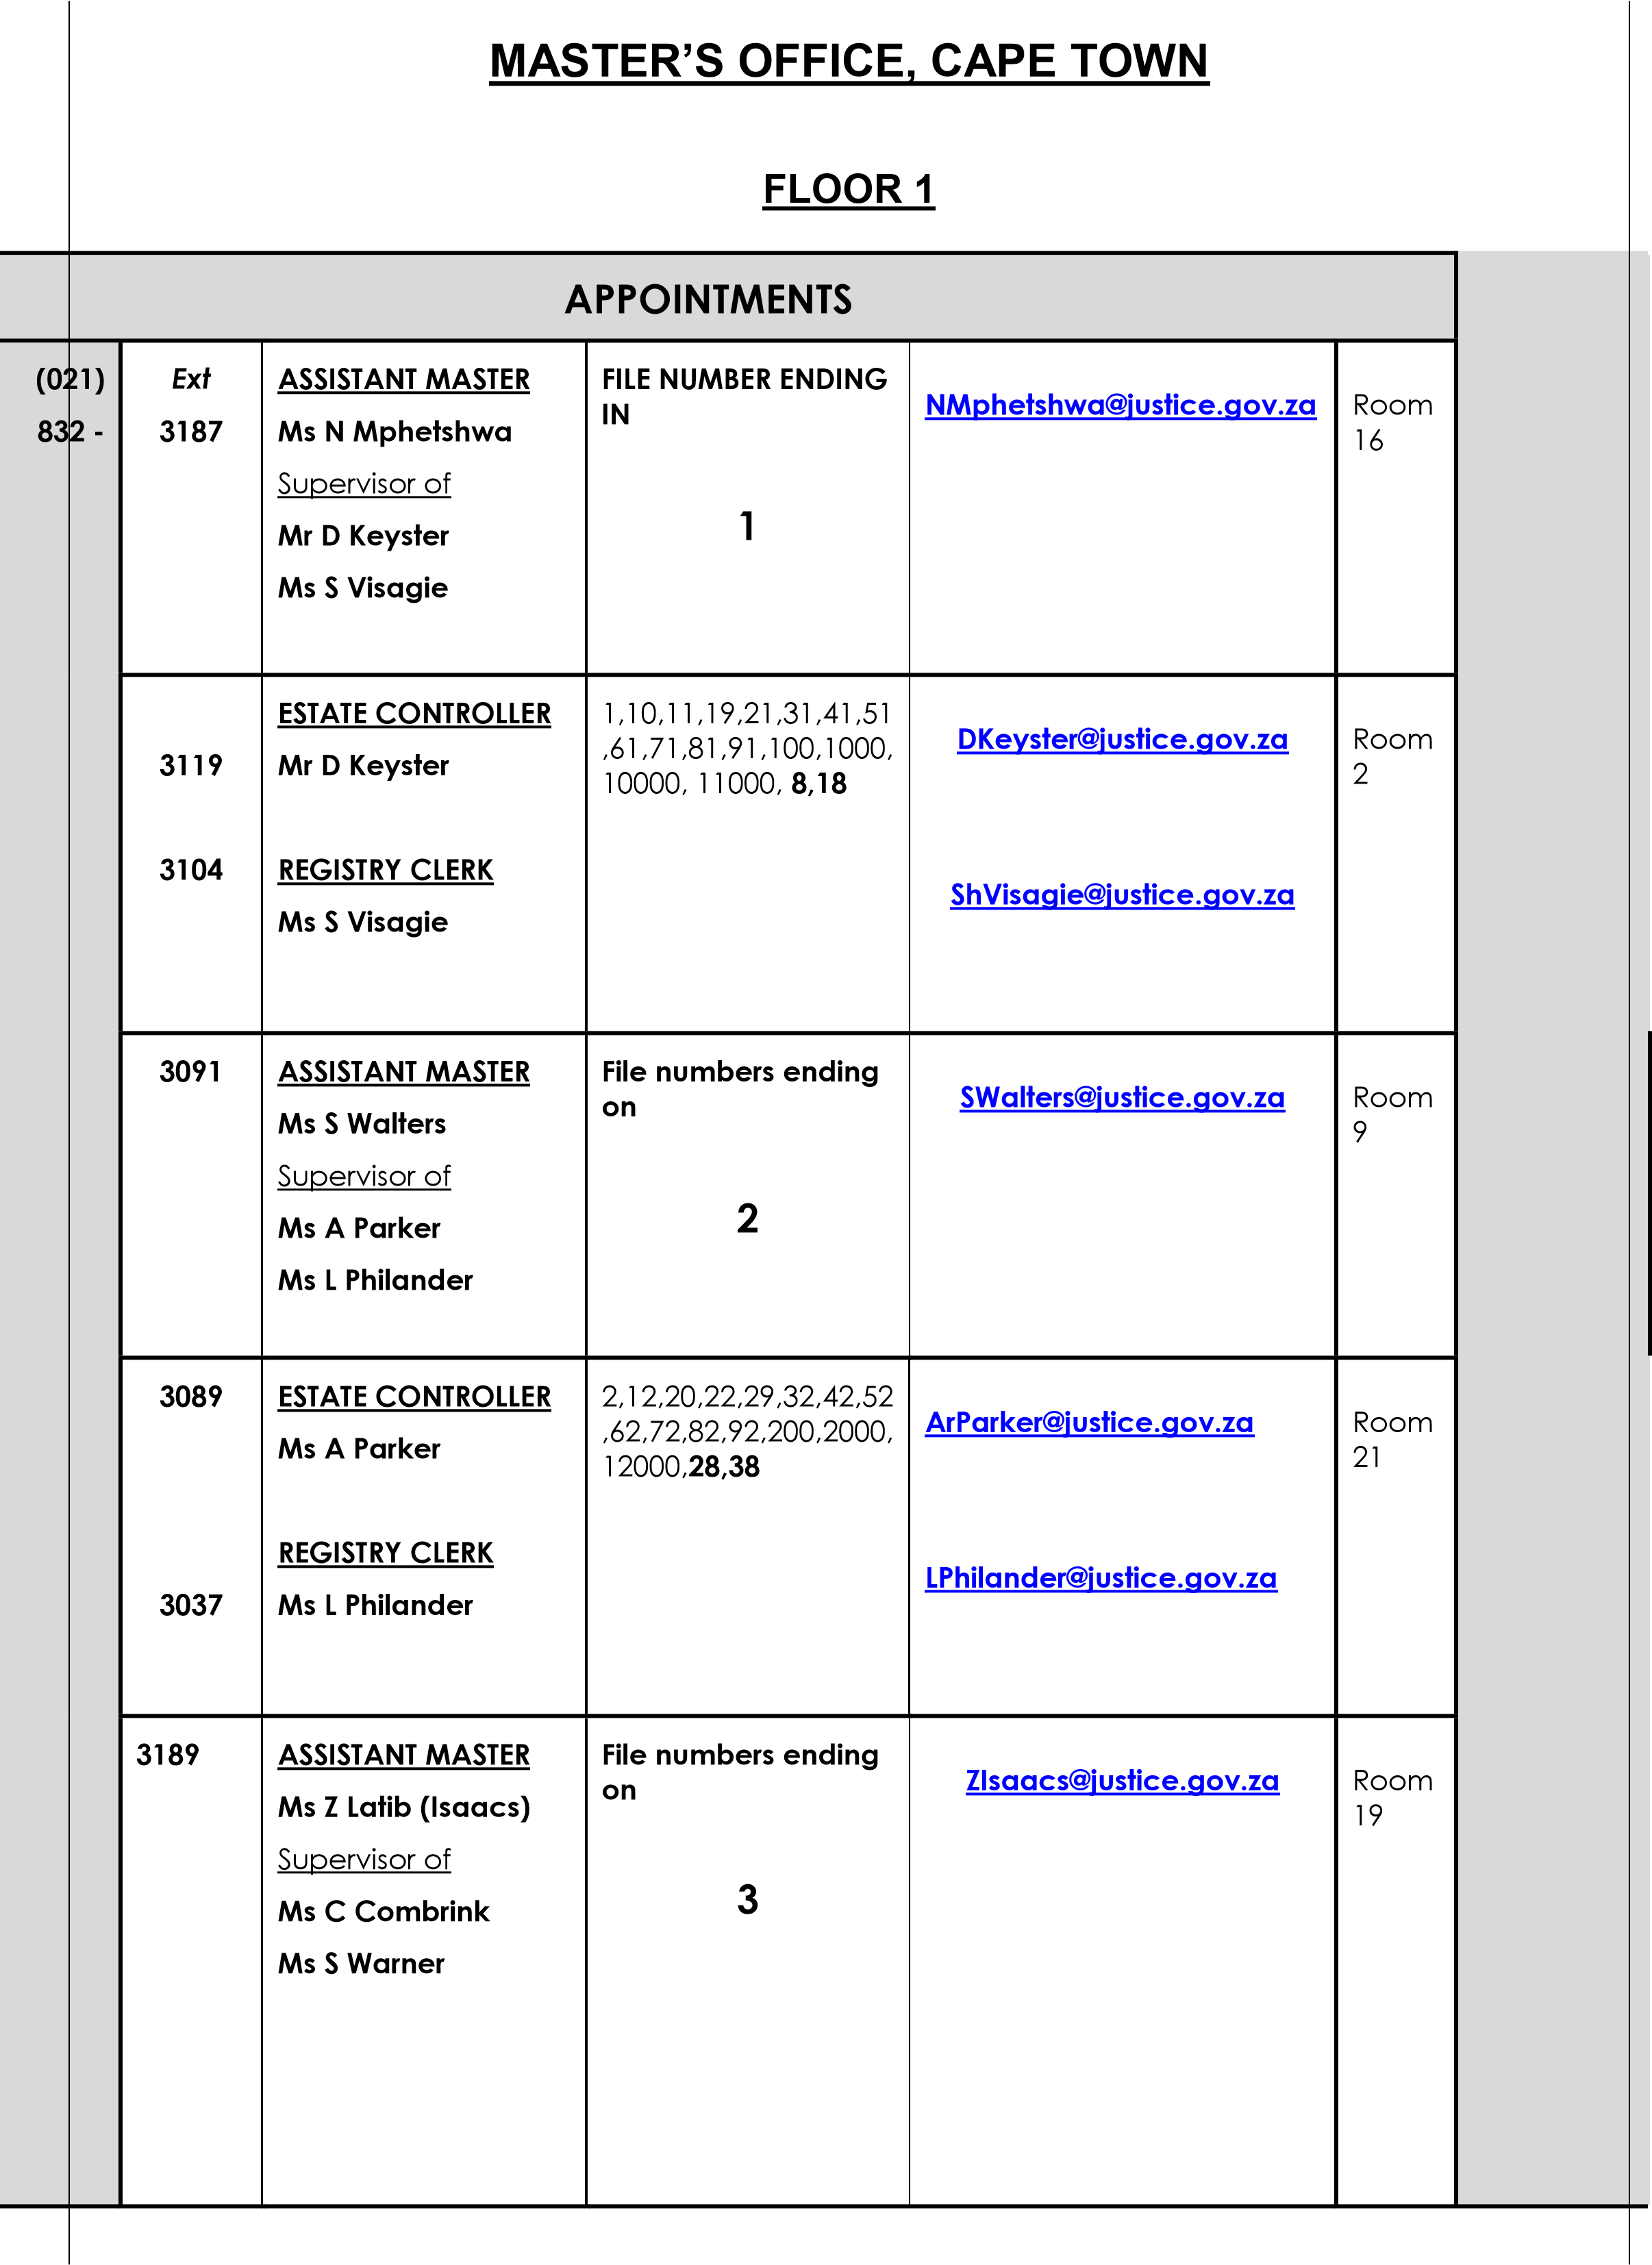 MASTER’S OFFICE, CAPE TOWN
FLOOR 1
APPOINTMENTS
(021)
832 -
Ext
3187
ASSISTANT MASTER
Ms N Mphetshwa
Supervisor of
Mr D Keyster
Ms S Visagie
FILE NUMBER ENDING
IN
1
NMphetshwa@justice.gov.za
Room
16
3119
3104
ESTATE CONTROLLER
Mr D Keyster
REGISTRY CLERK
Ms S Visagie
1,10,11,19,21,31,41,51
,61,71,81,91,100,1000,
10000, 11000, 8,18
DKeyster@justice.gov.za
ShVisagie@justice.gov.za
Room
2
3091
ASSISTANT MASTER
Ms S Walters
Supervisor of
Ms A Parker
Ms L Philander
File numbers ending
on
2
SWalters@justice.gov.za
Room
9
3089
3037
ESTATE CONTROLLER
Ms A Parker
REGISTRY CLERK
Ms L Philander
2,12,20,22,29,32,42,52
,62,72,82,92,200,2000,
12000,28,38
ArParker@justice.gov.za
LPhilander@justice.gov.za
Room
21
3189
ASSISTANT MASTER
Ms Z Latib (Isaacs)
Supervisor of
Ms C Combrink
Ms S Warner
File numbers ending
on
3
ZIsaacs@justice.gov.za
Room
19